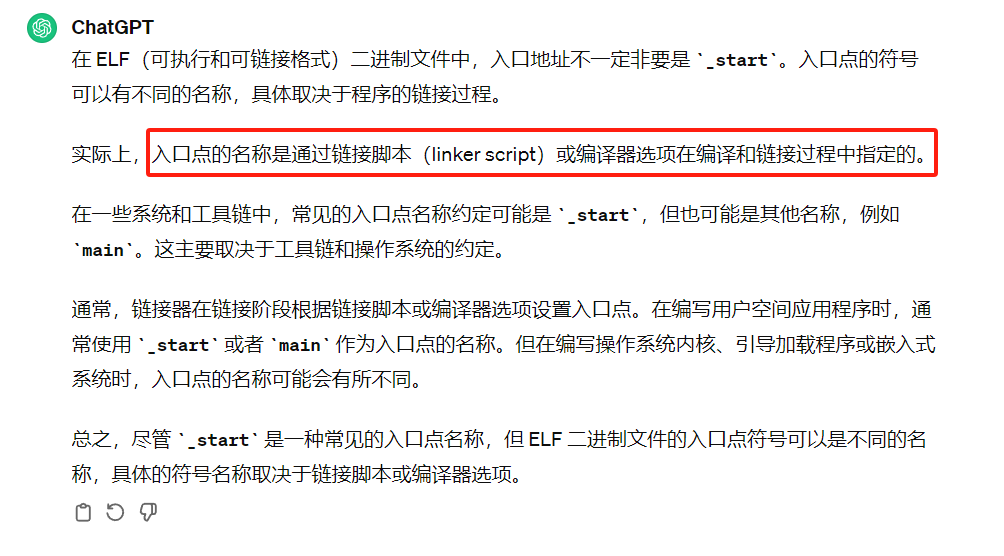 ChatGPT
在 ELF（可执行和可链接格式）二进制文件中，入口地址不一定非要是 `_start`。入口点的符号
可以有不同的名称，具体取决于程序的链接过程。
实际上，入口点的名称是通过链接脚本（linker script）或编译器选项在编译和链接过程中指定的。
在一些系统和工具链中，常见的入口点名称约定可能是 `_start`，但也可能是其他名称，例如
`main`。这主要取决于工具链和操作系统的约定。
通常，链接器在链接阶段根据链接脚本或编译器选项设置入口点。在编写用户空间应用程序时，通
常使用 `_start` 或者 `main` 作为入口点的名称。但在编写操作系统内核、引导加载程序或嵌入式
系统时，入口点的名称可能会有所不同。
总之，尽管 `_start` 是一种常见的入口点名称，但 ELF 二进制文件的入口点符号可以是不同的名
称，具体的符号名称取决于链接脚本或编译器选项。